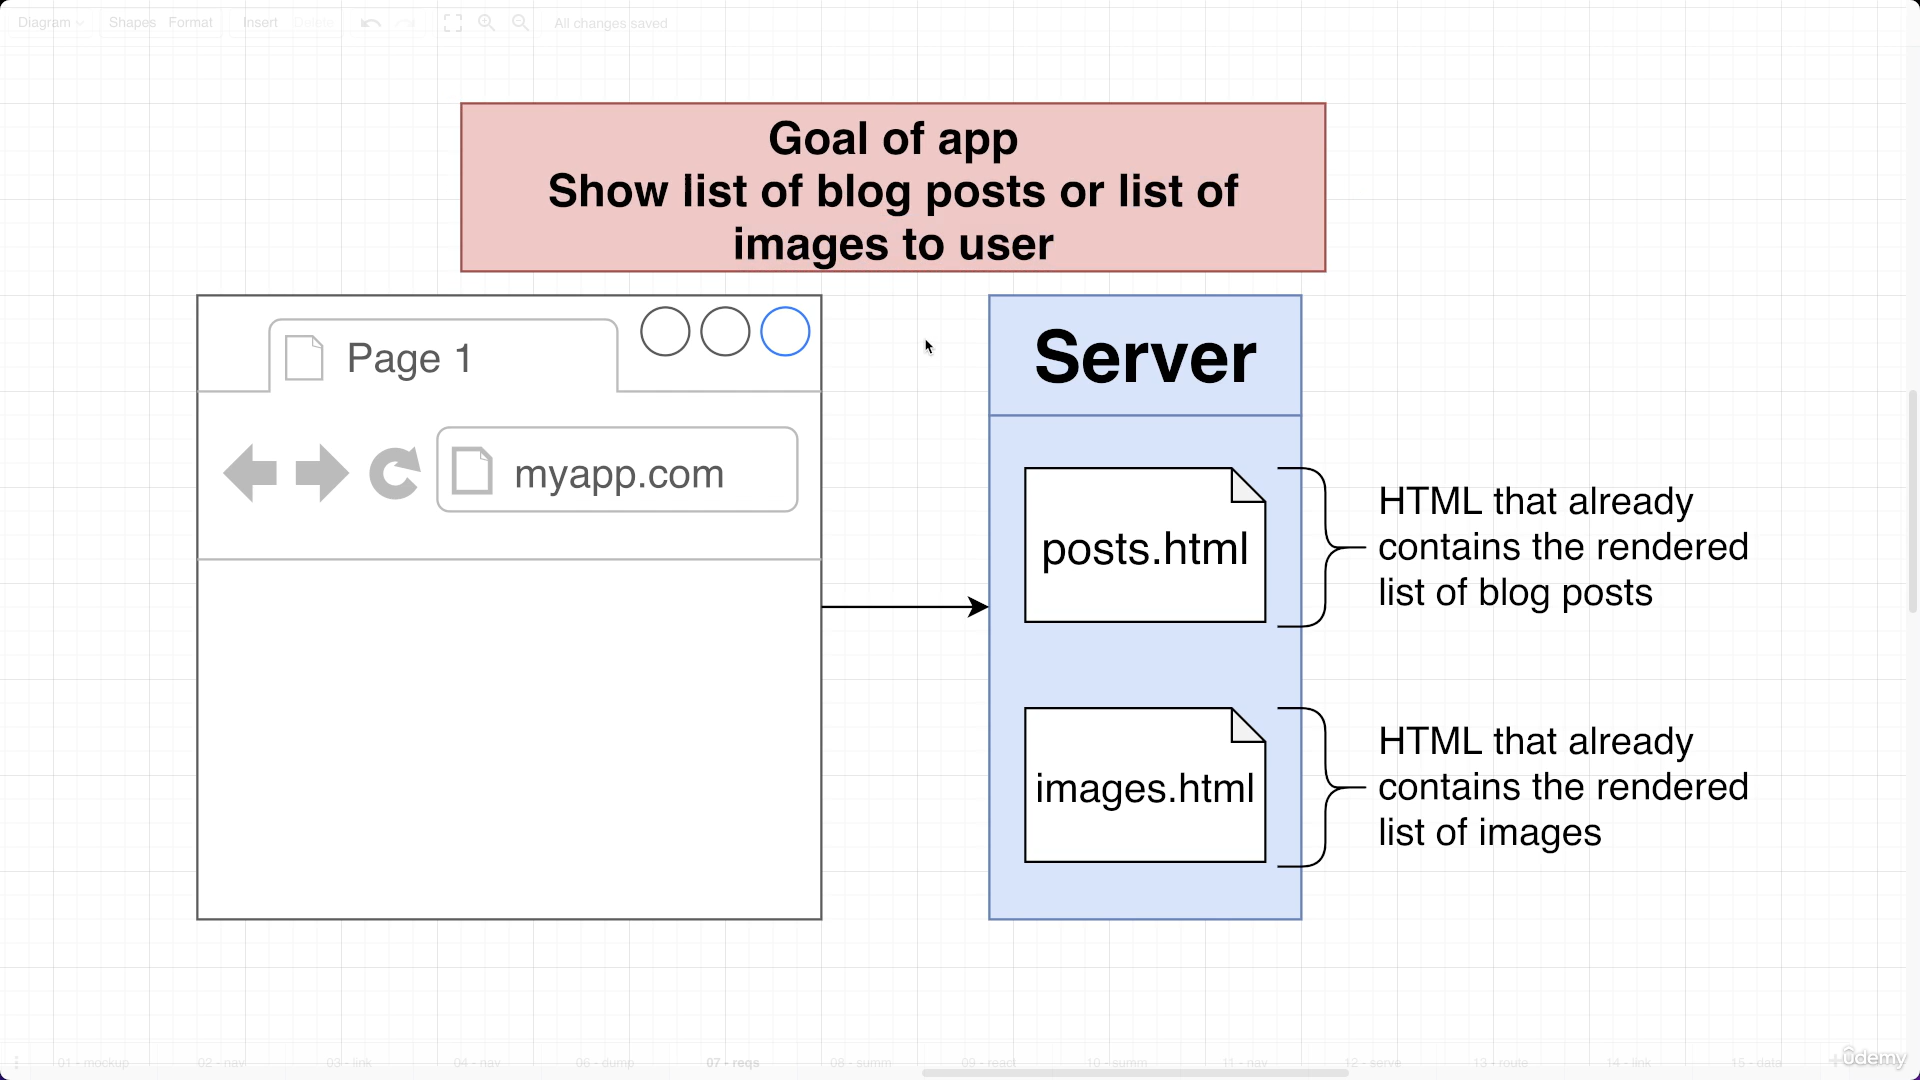 Diagram Shapes Format Insert Delete All changes saved
Goal of app
Show list of blog posts or list of
images to user
Page 1
myapp.com
Server
posts.html
HTML that already
contains the rendered
list of blog posts
images.html
HTML that already
contains the rendered
list of images
01 - mockup 02 - nav 03 - link 04 - nav 06 - dump 07 - reqs 08 - summ 09 - react 10 - summ 11 - nav 12 - serve 13 - route 14 - link 15 - data
ûdemy